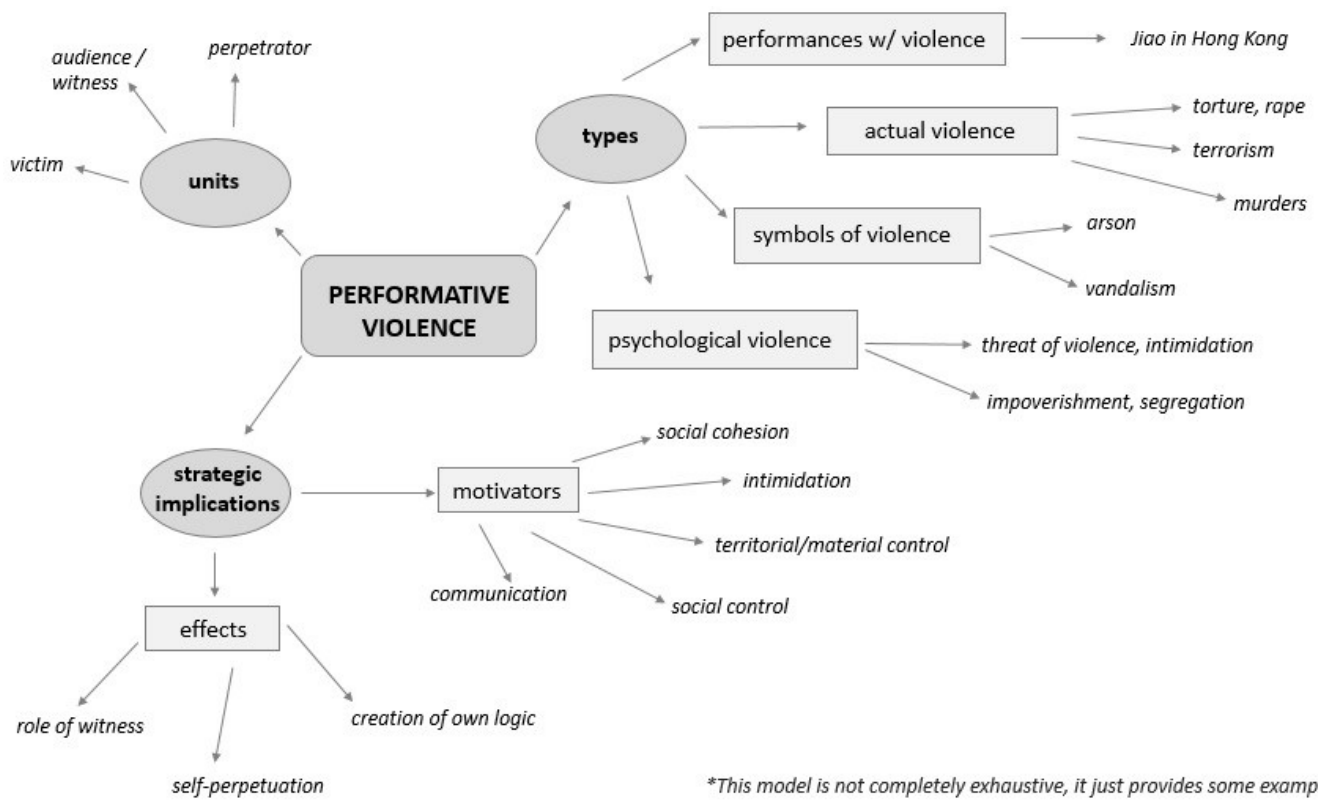 performances w/ violence
Jiao in Hong Kong
audience /
witness
perpetrator
torture, rape
types
actual violence
terrorism
victim
units
murders
symbols of violence
arson
PERFORMATIVE
VIOLENCE
vandalism
psychological violence
threat of violence, intimidation
impoverishment, segregation
social cohesion
strategic
implications
motivators
intimidation
territorial/material control
communication
social control
effects
role of witness
creation of own logic
self-perpetuation
*This model is not completely exhaustive, it just provides some examp